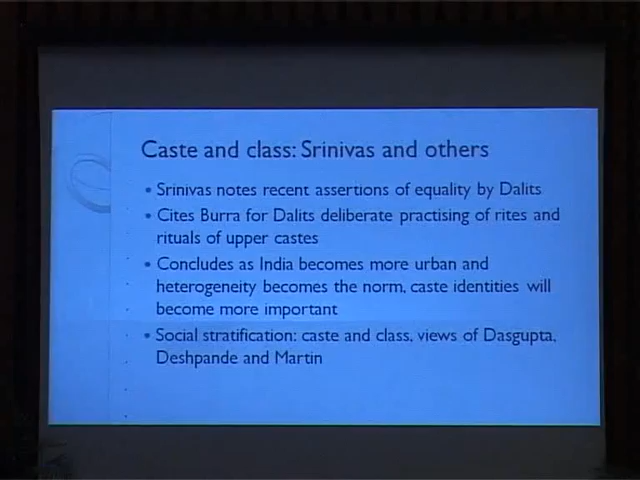 Caste and class: Srinivas and others
• Srinivas notes recent assertions of equality by Dalits
• Cites Burra for Dalits deliberate practising of rites and
rituals of upper castes
• Concludes as India becomes more urban and
heterogeneity becomes the norm, caste identities will
become more important
• Social stratification: caste and class, views of Dasgupta,
Deshpande and Martin